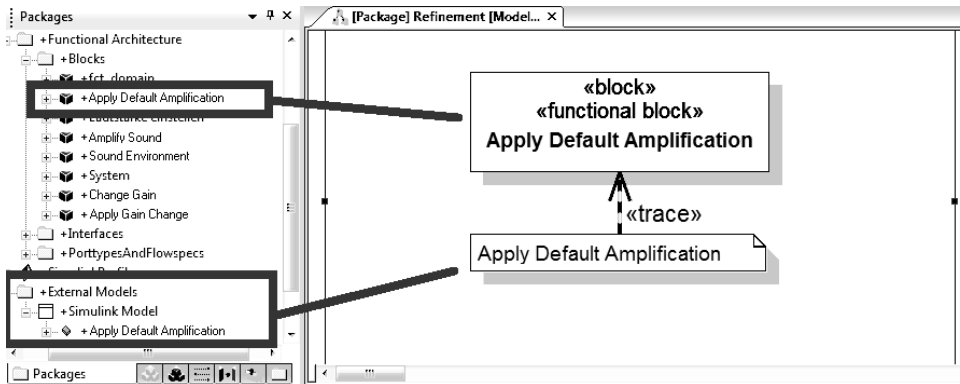 Packages
+Functional Architecture
+Blocks
+fct_domain
+Apply Default Amplification
+Lautstärke einstellen
+Amplify Sound
+Sound Environment
+System
+Change Gain
+Apply Gain Change
+Interfaces
+PorttypesAndFlowspecs
+External Models
+Simulink Model
+Apply Default Amplification
Packages
[Package] Refinement [Model...
«block»
«functional block»
Apply Default Amplification
«trace»
Apply Default Amplification